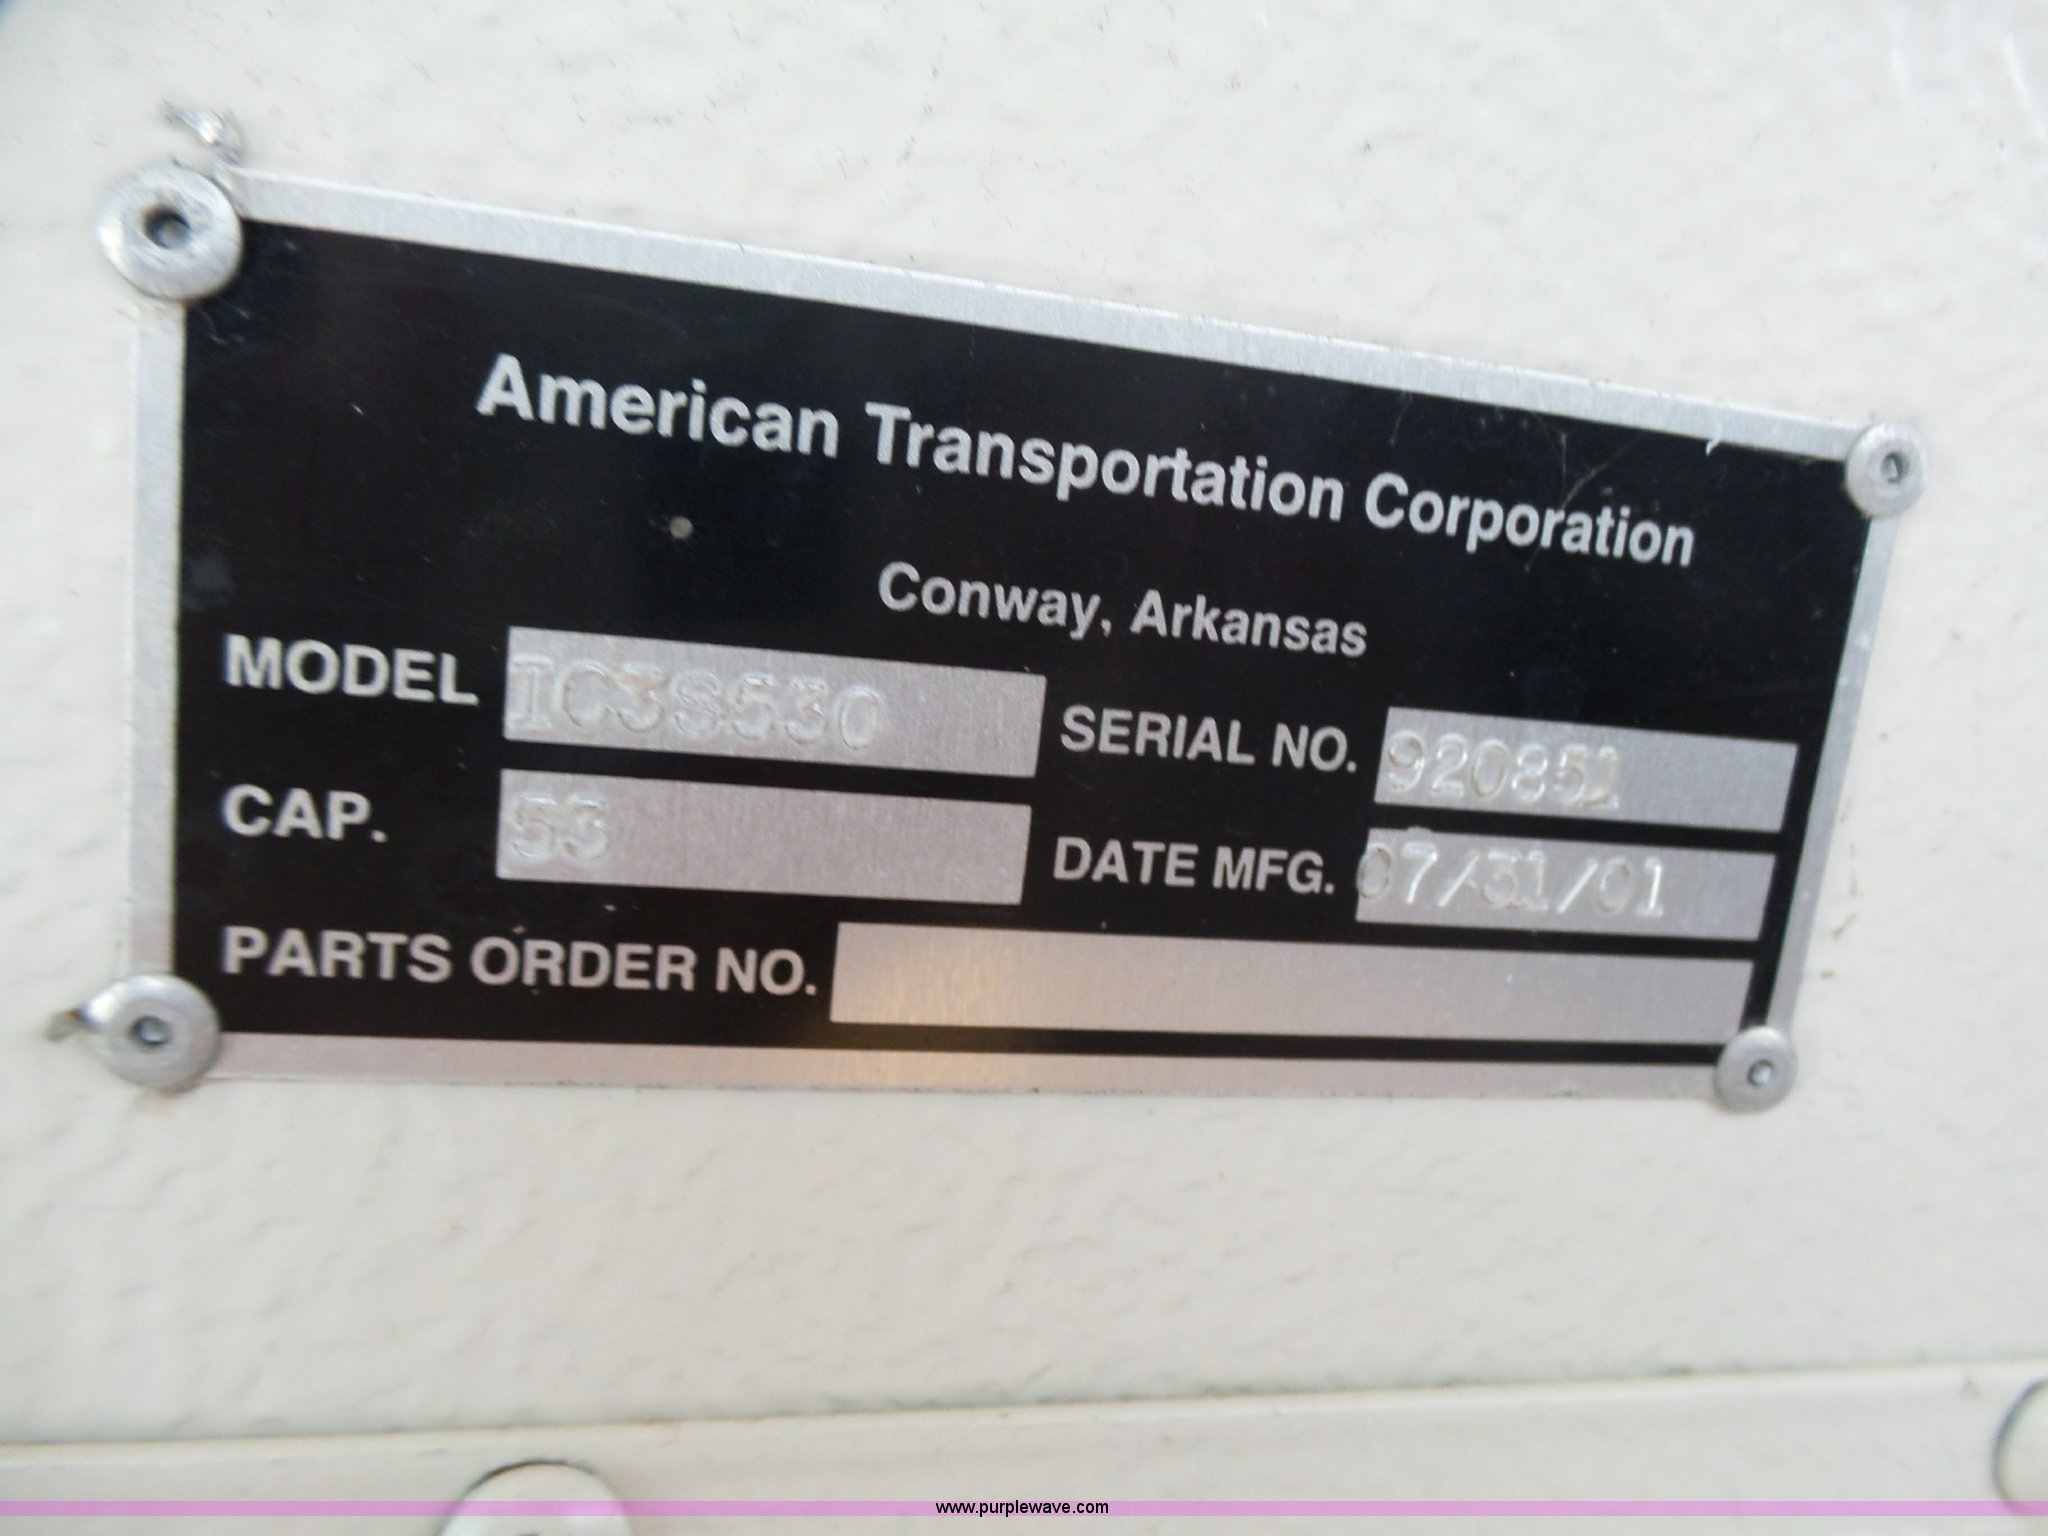 American Transportation Corporation
Conway, Arkansas
MODEL IC3S530 SERIAL NO. 920851
CAP. 53 DATE MFG. 07/31/01
PARTS ORDER NO.
www.purplewave.com